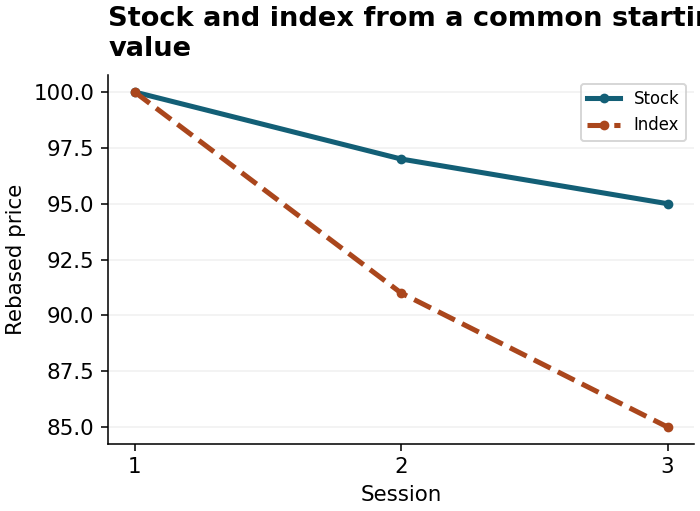 Stock and index from a common
value
100.0
97.5
95.0
92.5
90.0
87.5
85.0
Rebased price
Stock
Index
1
2
3
Session